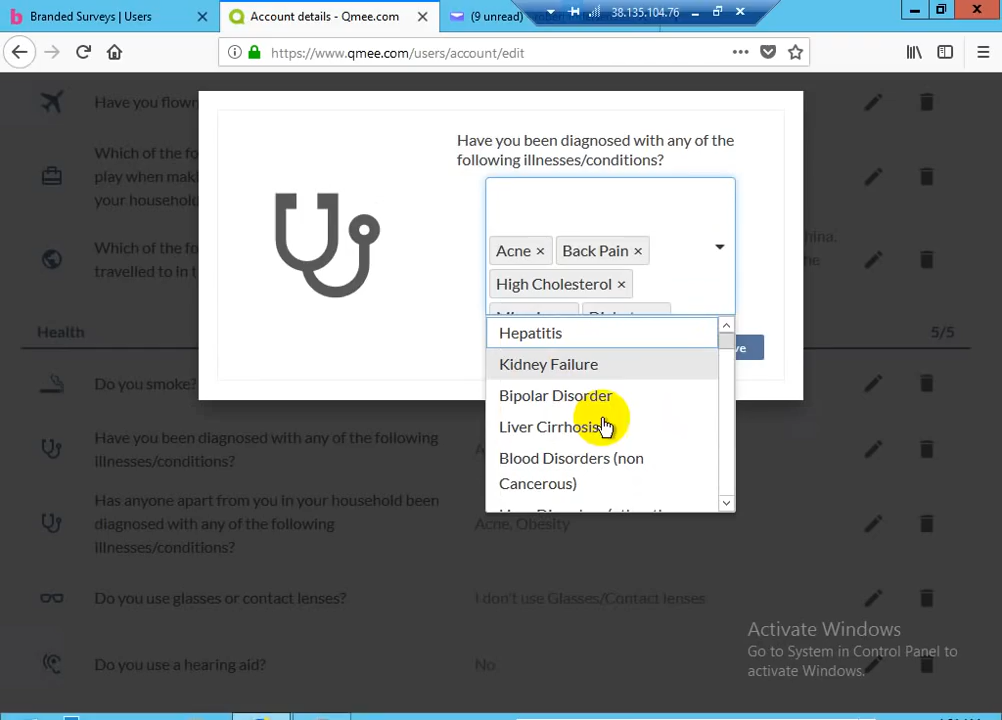 Branded Surveys | Users
Account details - Qmee.com
(9 unread)
38.135.104.76
https://www.qmee.com/users/account/edit
Have you flown
Which of the fo
play when mak
your household
Which of the fo
travelled to in t
hina.
the
Have you been diagnosed with any of the
following illnesses/conditions?
Acne × Back Pain ×
High Cholesterol ×
Hepatitis
Kidney Failure
Bipolar Disorder
Liver Cirrhosis
Blood Disorders (non
Cancerous)
ve
Health 5/5
Do you smoke?
Have you been diagnosed with any of the following
illnesses/conditions?
Has anyone apart from you in your household been
diagnosed with any of the following
illnesses/conditions?
Acne, Obesity
Do you use glasses or contact lenses?
I don't use Glasses/Contact lenses
Do you use a hearing aid?
No
Activate Windows
Go to System in Control Panel to
activate Windows.